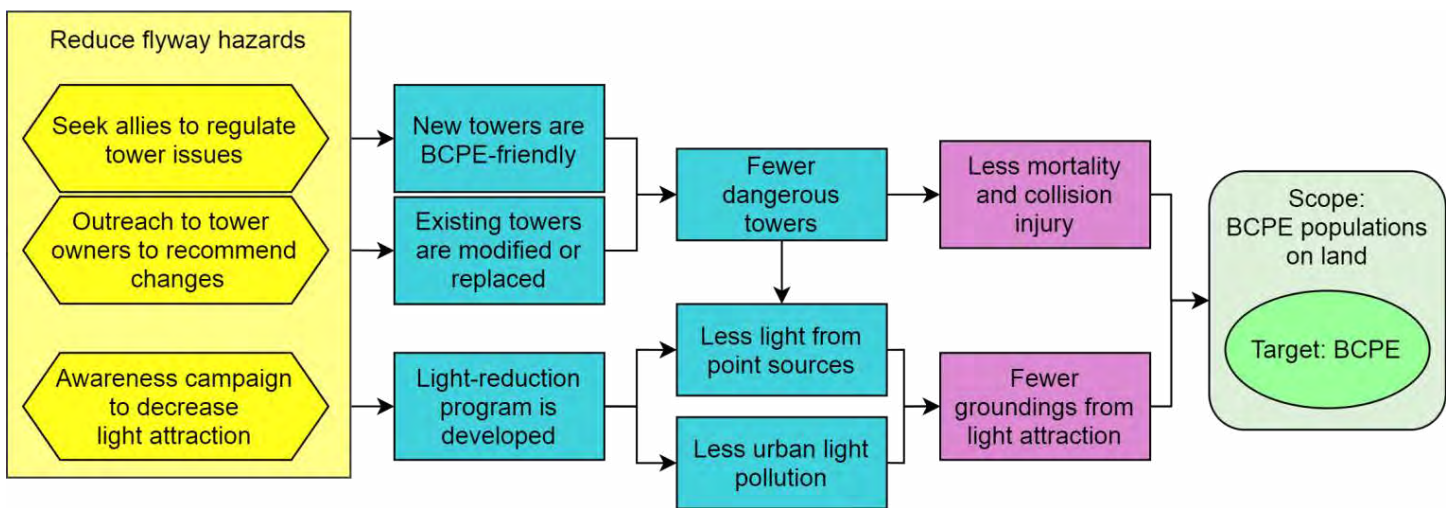 Reduce flyway hazards
Seek allies to regulate
tower issues
Outreach to tower
owners to recommend
changes
Awareness campaign
to decrease
light attraction
New towers are
BCPE-friendly
Existing towers
are modified or
replaced
Light-reduction
program is
developed
Fewer
dangerous
towers
Less light from
point sources
Less urban light
pollution
Less mortality
and collision
injury
Fewer
groundings from
light attraction
Scope:
BCPE populations
on land
Target: BCPE